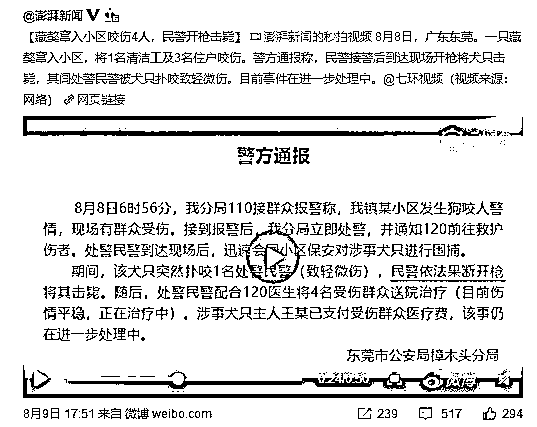 @澎湃新闻
【藏獒窜入小区咬伤4人，民警开枪击毙】澎湃新闻的秒拍视频 8月8日，广东东莞。一只藏
獒窜入小区，将1名清洁工及3名住户咬伤。警方通报称，民警接警后到达现场开枪将犬只击
毙，其间处警民警被犬只扑咬致轻微伤。目前事件在进一步处理中。@七环视频（视频来源：
网络） 网页链接
警方通报
8月8日6时56分，我分局110接群众报警称，我镇某小区发生狗咬人警
情，现场有群众受伤。接到报警后，我分局立即处警，并通知120前往救护
伤者。处警民警到达现场后，迅速会同小区保安对涉事犬只进行围捕。
期间，该犬只突然扑咬1名处警民警（致轻微伤），民警依法果断开枪
将其击毙。随后，处警民警配合120医生将4名受伤群众送院治疗（目前伤
情平稳，正在治疗中）。涉事犬只主人王某已支付受伤群众医疗费，该事仍
在进一步处理中。
东莞市公安局樟木头分局
微博
8月9日 17:51 来自 微博 weibo.com 239 517 294